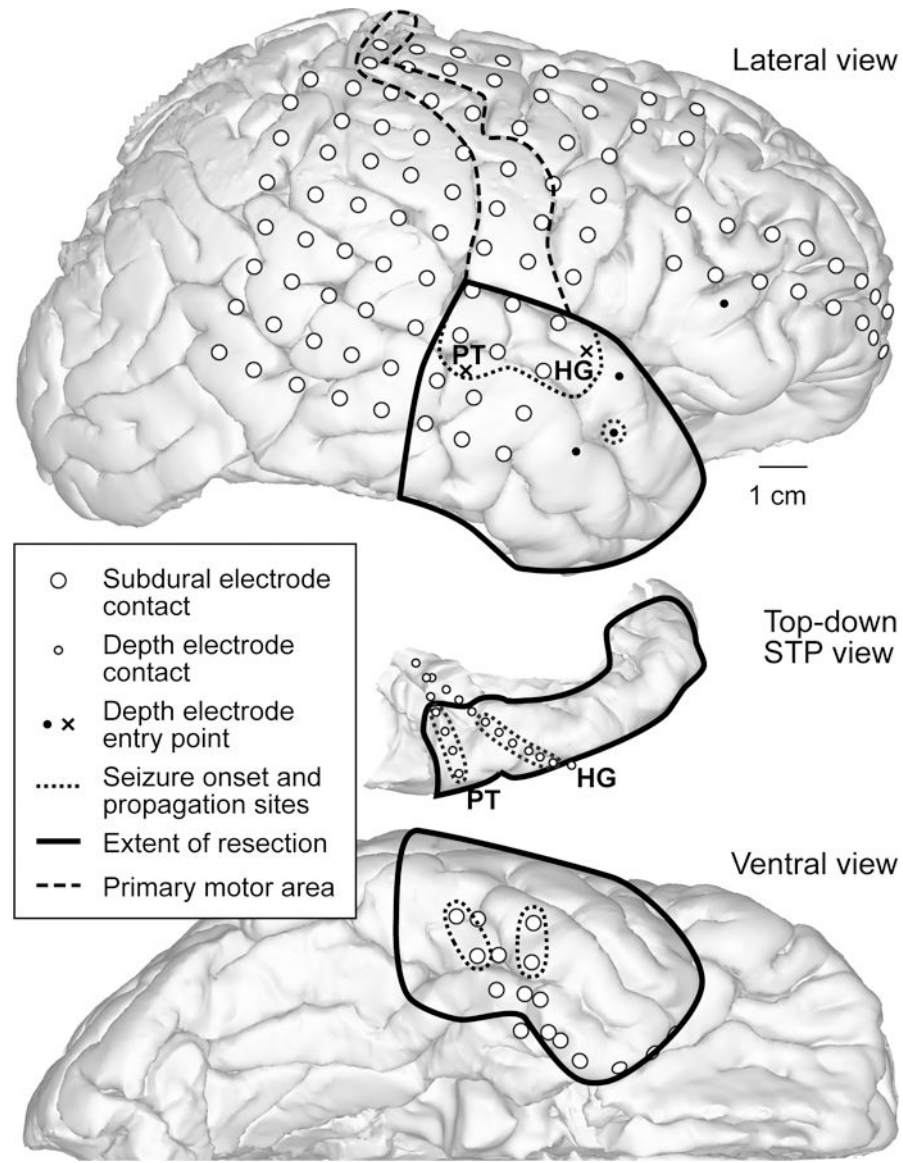 Lateral view
PT
HG
1 cm
Subdural electrode
contact
Depth electrode
contact
Depth electrode
entry point
Seizure onset and
propagation sites
Extent of resection
Primary motor area
Top-down
STP view
HG
PT
Ventral view